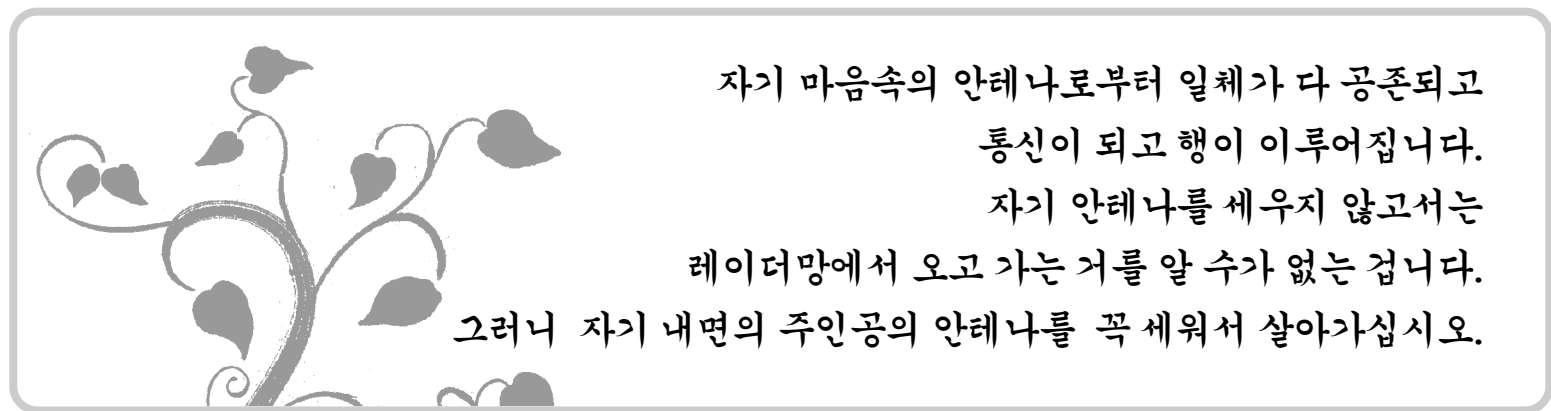 자기 마음속의 안테나로부터 일체가 다 공존되고
통신이 되고 행이 이루어집니다.
자기 안테나를 세우지 않고서는
레이더망에서 오고 가는 거를 알 수가 없는 겁니다.
그러니 자기 내면의 주인공의 안테나를 꼭 세워서 살아가십시오.